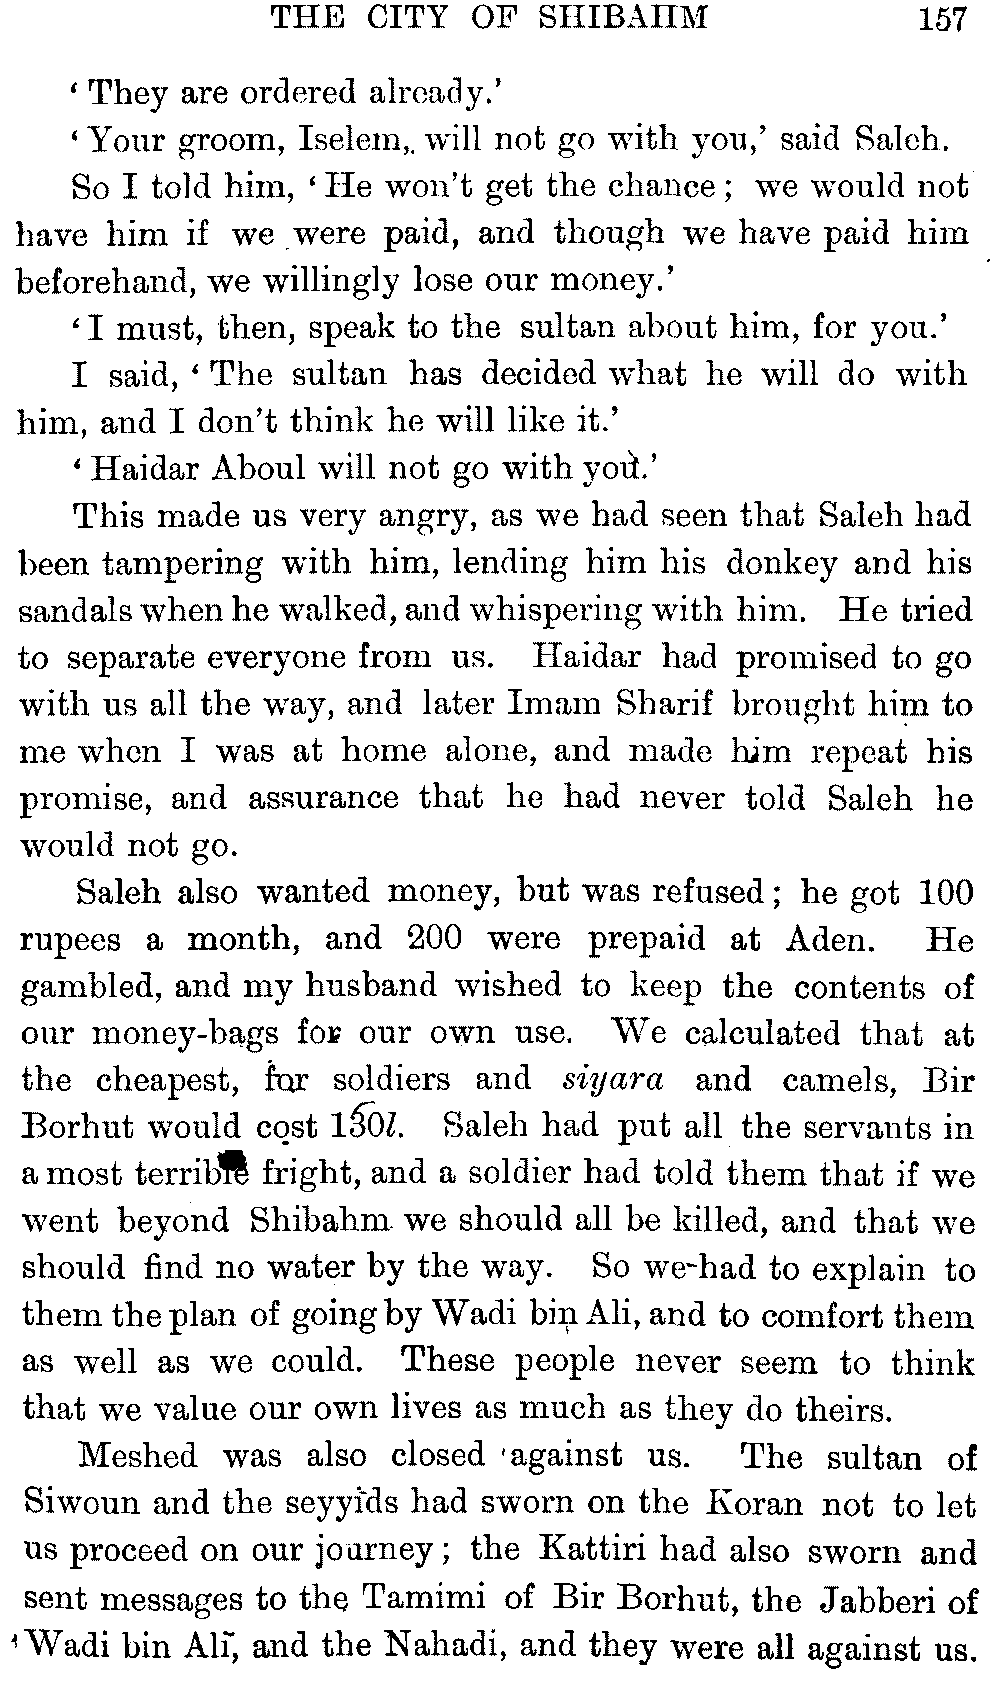 THE CITY OF SHIBAHM 157
‘They are ordered already.’
‘Your groom, Iselem, will not go with you,’ said Saleh.
So I told him, ‘He won’t get the chance; we would not
have him if we were paid, and though we have paid him
beforehand, we willingly lose our money.’
‘I must, then, speak to the sultan about him, for you.’
I said, ‘The sultan has decided what he will do with
him, and I don’t think he will like it.’
‘Haidar Aboul will not go with you.’
This made us very angry, as we had seen that Saleh had
been tampering with him, lending him his donkey and his
sandals when he walked, and whispering with him. He tried
to separate everyone from us. Haidar had promised to go
with us all the way, and later Imam Sharif brought him to
me when I was at home alone, and made him repeat his
promise, and assurance that he had never told Saleh he
would not go.
Saleh also wanted money, but was refused; he got 100
rupees a month, and 200 were prepaid at Aden. He
gambled, and my husband wished to keep the contents of
our money-bags for our own use. We calculated that at
the cheapest, for soldiers and siyara and camels, Bir
Borhut would cost 130l. Saleh had put all the servants in
a most terrible fright, and a soldier had told them that if we
went beyond Shibahm we should all be killed, and that we
should find no water by the way. So we had to explain to
them the plan of going by Wadi bin Ali, and to comfort them
as well as we could. These people never seem to think
that we value our own lives as much as they do theirs.
Meshed was also closed against us. The sultan of
Siwoun and the seyyids had sworn on the Koran not to let
us proceed on our journey; the Kattiri had also sworn and
sent messages to the Tamimi of Bir Borhut, the Jabberi of
Wadi bin Ali, and the Nahadi, and they were all against us.